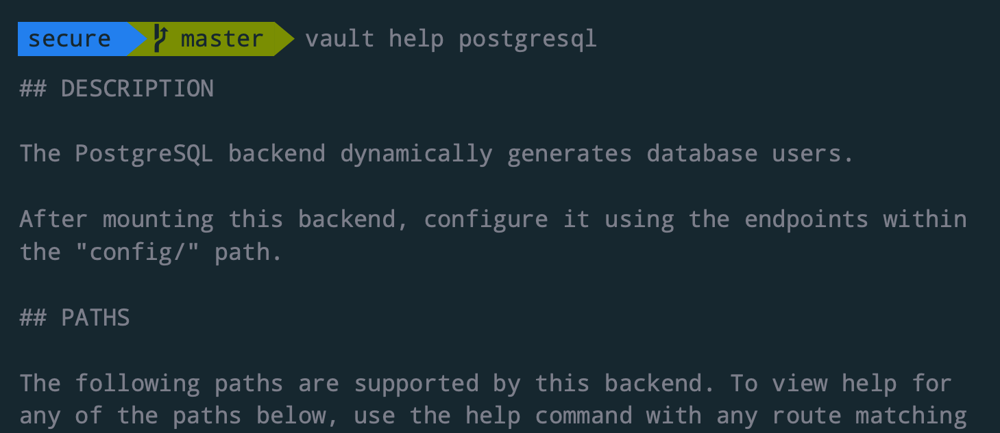 secure master vault help postgresql
## DESCRIPTION
The PostgreSQL backend dynamically generates database users.
After mounting this backend, configure it using the endpoints within
the "config/" path.
## PATHS
The following paths are supported by this backend. To view help for
any of the paths below, use the help command with any route matching